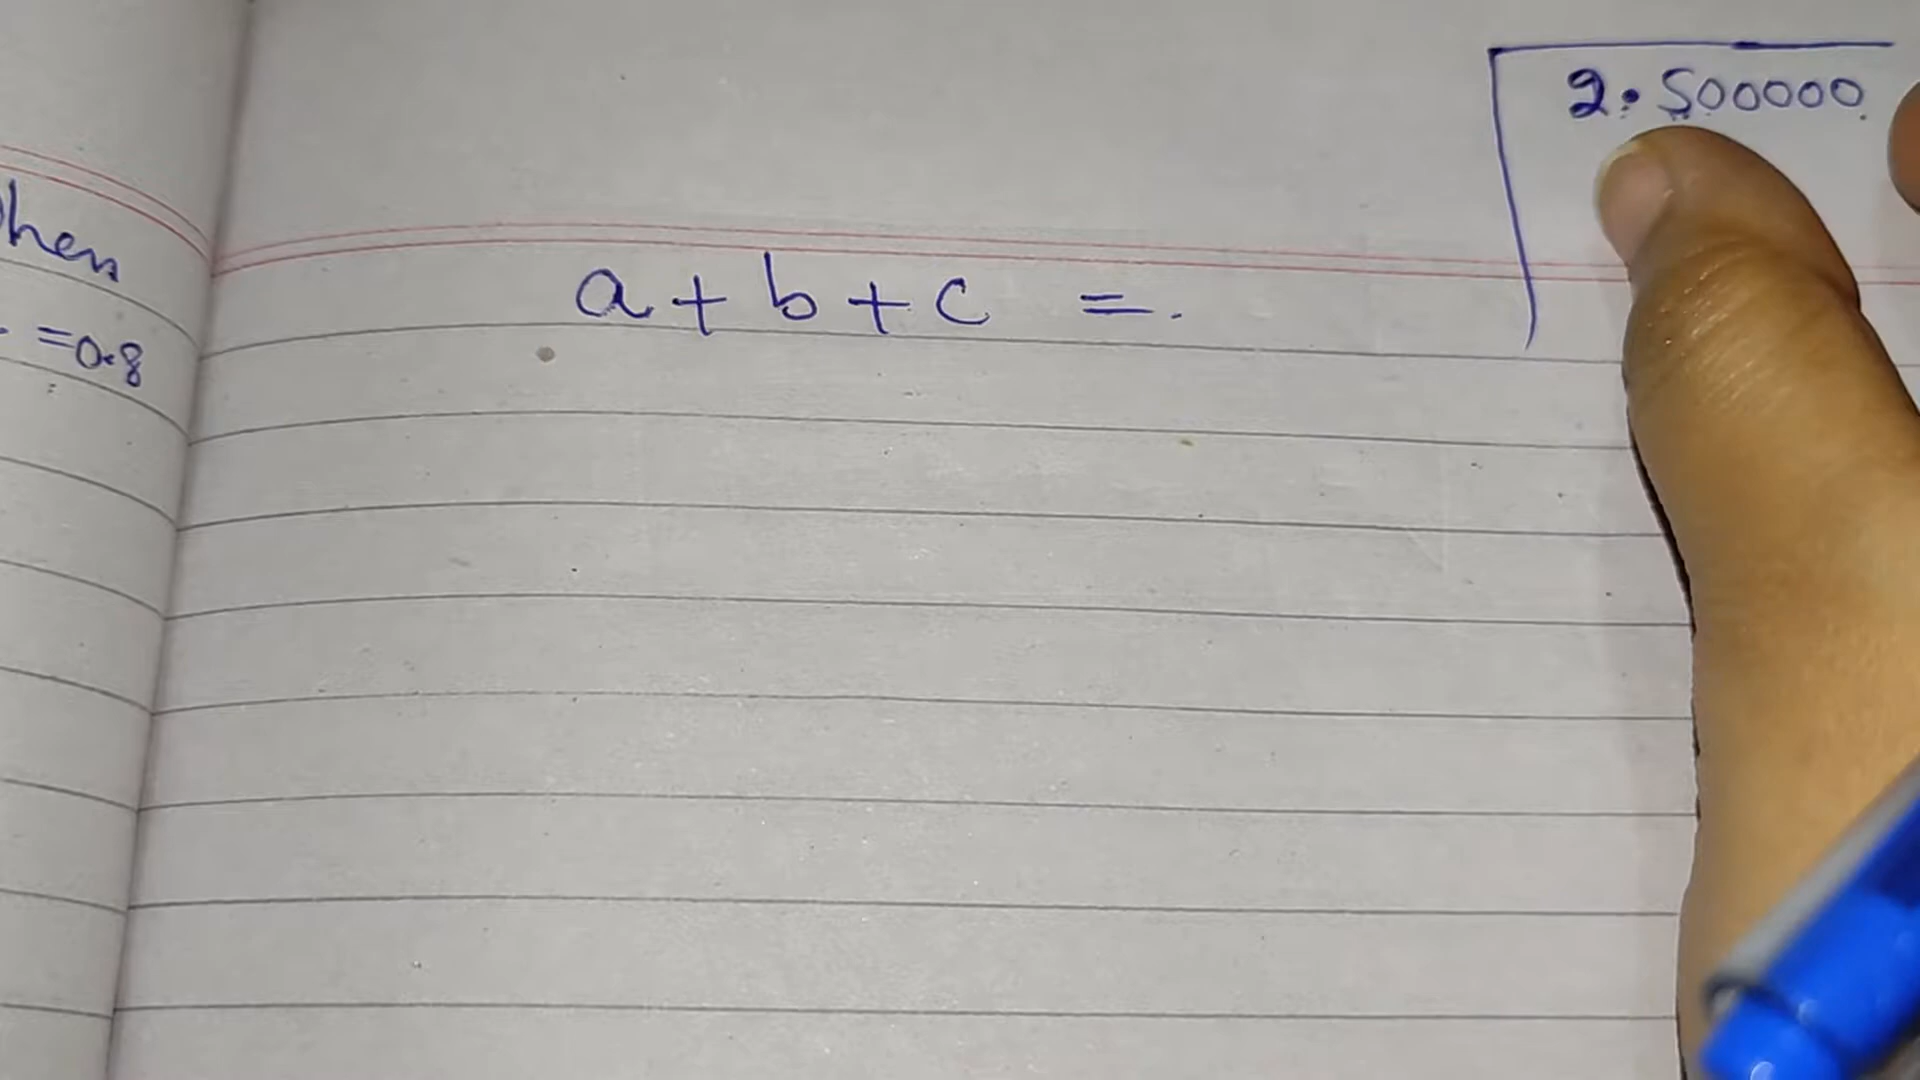 hen
. =0.8
2.500000
a + b + c =.